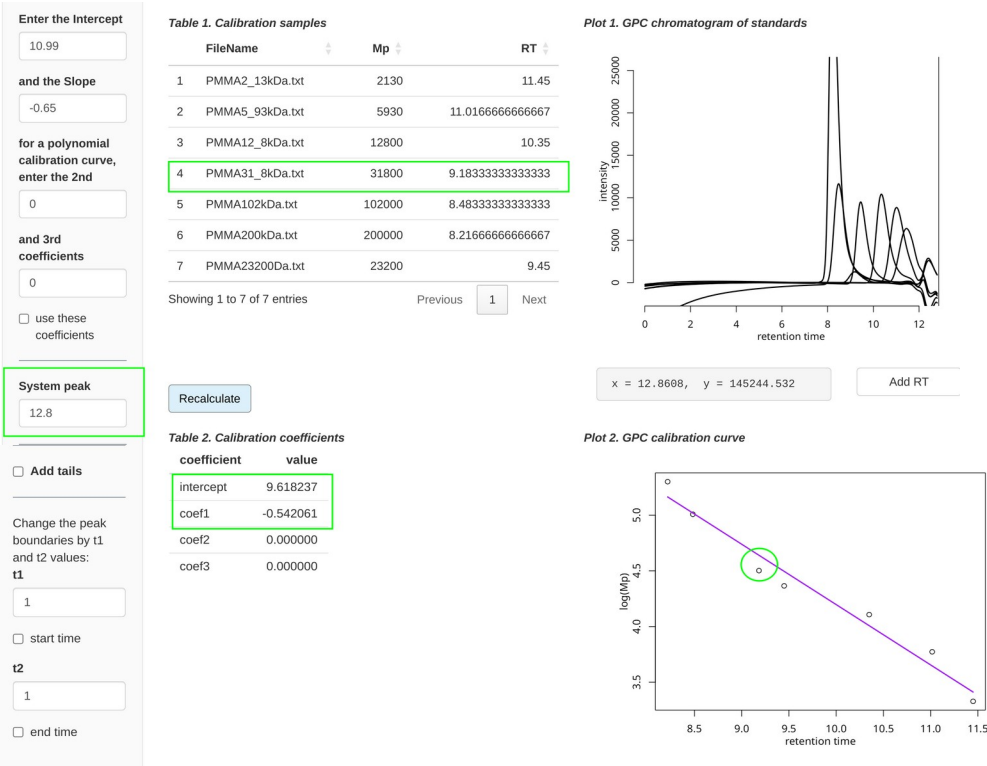 Enter the Intercept
10.99
and the Slope
-0.65
for a polynomial
calibration curve,
enter the 2nd
0
and 3rd
coefficients
0
use these
coefficients
System peak
12.8
Add tails
Change the peak
boundaries by t1
and t2 values:
t1
1
start time
t2
1
end time
Table 1. Calibration samples
FileName Mp RT
1 PMMA2_13kDa.txt 2130 11.45
2 PMMA5_93kDa.txt 5930 11.0166666666667
3 PMMA12_8kDa.txt 12800 10.35
4 PMMA31_8kDa.txt 31800 9.18333333333333
5 PMMA102kDa.txt 102000 8.48333333333333
6 PMMA200kDa.txt 200000 8.21666666666667
7 PMMA23200Da.txt 23200 9.45
Showing 1 to 7 of 7 entries Previous 1 Next
Recalculate
Table 2. Calibration coefficients
coefficient value
intercept 9.618237
coef1 -0.542061
coef2 0.000000
coef3 0.000000
Plot 1. GPC chromatogram of standards
intensity
25000
20000
15000
10000
5000
0
0 2 4 6 8 10 12
retention time
x = 12.8608, y = 145244.532
Add RT
Plot 2. GPC calibration curve
log(Mp)
5.0
4.5
4.0
3.5
8.5 9.0 9.5 10.0 10.5 11.0 11.5
retention time